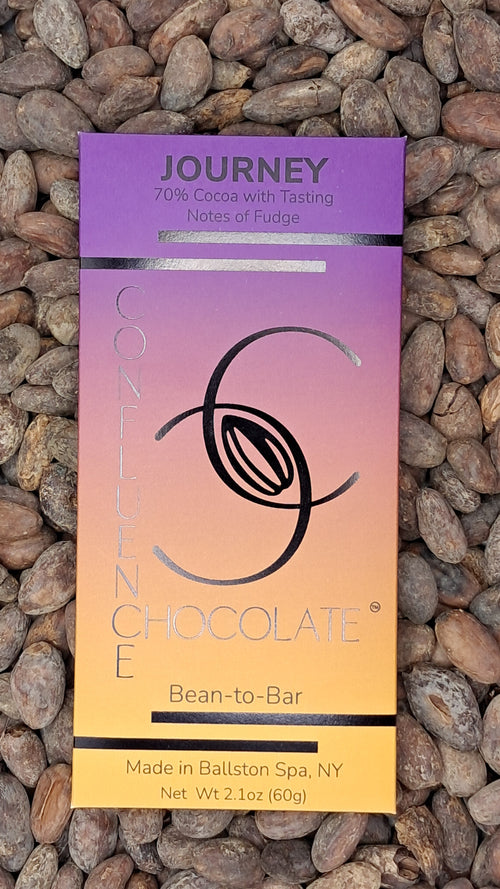 JOURNEY
70% Cocoa with Tasting
Notes of Fudge
CONFLUENCE
CHOCOLATE™
Bean-to-Bar
Made in Ballston Spa, NY
Net Wt 2.1oz (60g)